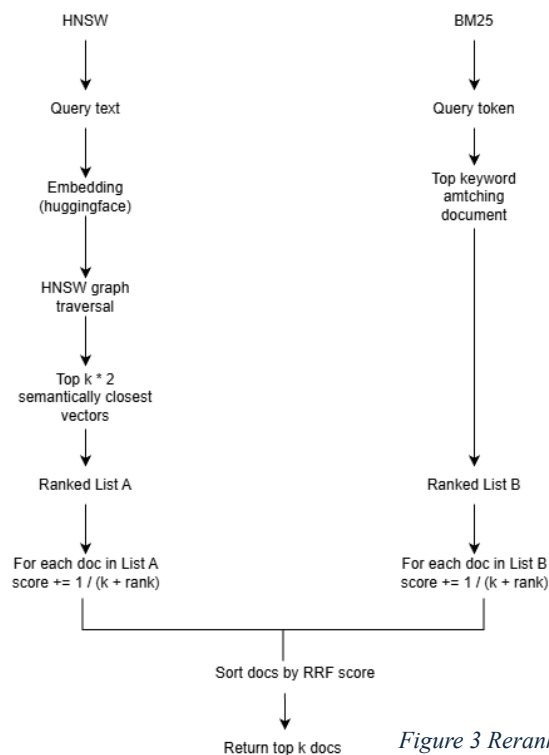 HNSW
Query text
Embedding
(huggingface)
HNSW graph
traversal
Top k * 2
semantically closest
vectors
Ranked List A
For each doc in List A
score += 1 / (k + rank)
BM25
Query token
Top keyword
amtching
document
Ranked List B
For each doc in List B
score += 1 / (k + rank)
Sort docs by RRF score
Return top k docs
Figure 3 Reran